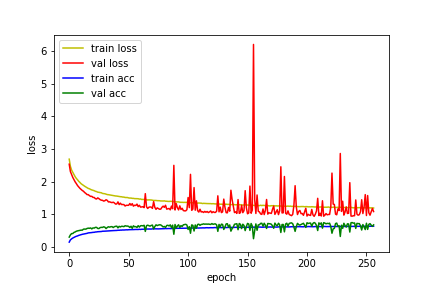 train loss
val loss
train acc
val acc
6
5
4
3
2
1
0
loss
0 50 100 150 200 250
epoch